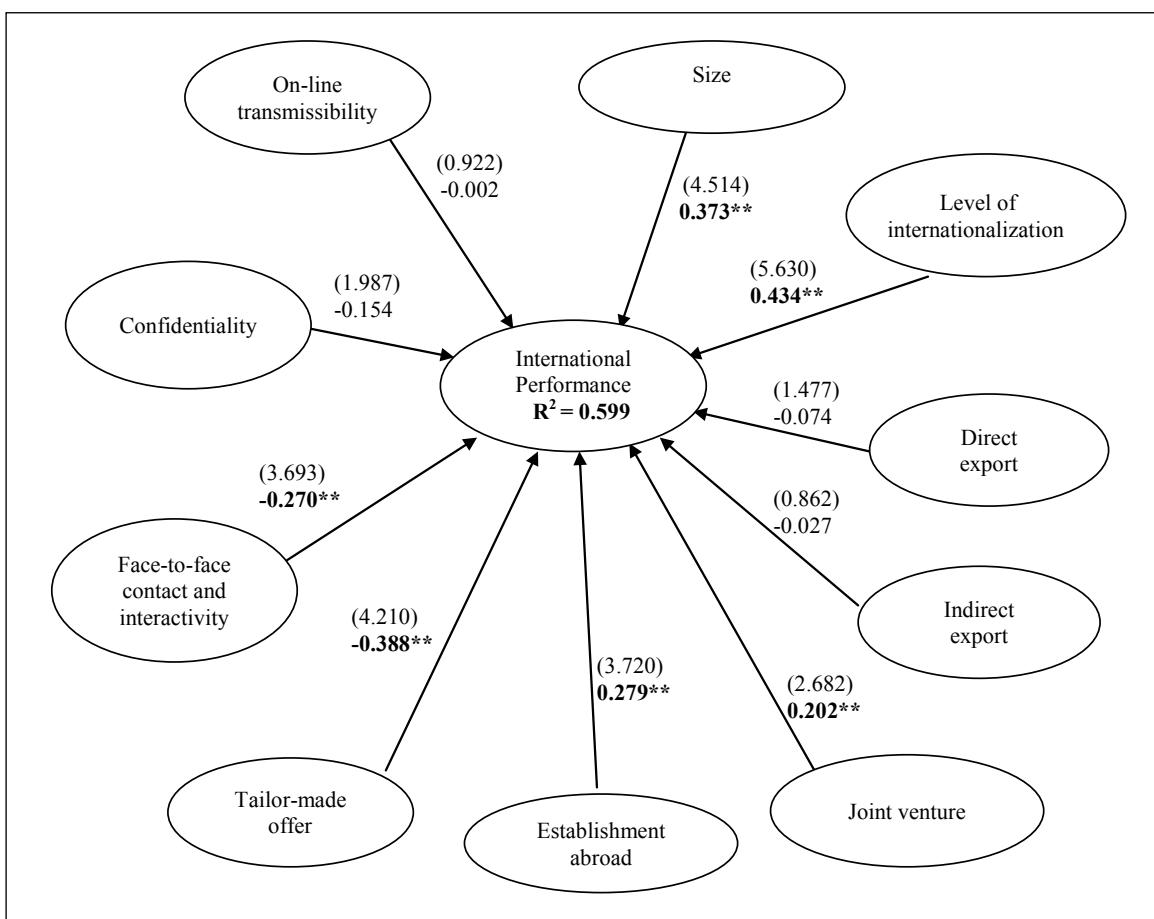 On-line
transmissibility
Size
(0.922)
-0.002
(4.514)
0.373**
Level of
internationalization
(5.630)
0.434**
(1.987)
-0.154
Confidentiality
International
Performance
R² = 0.599
(1.477)
-0.074
Direct
export
(3.693)
-0.270**
(0.862)
-0.027
Face-to-face
contact and
interactivity
Indirect
export
(4.210)
-0.388**
(3.720)
0.279**
(2.682)
0.202**
Tailor-made
offer
Establishment
abroad
Joint venture